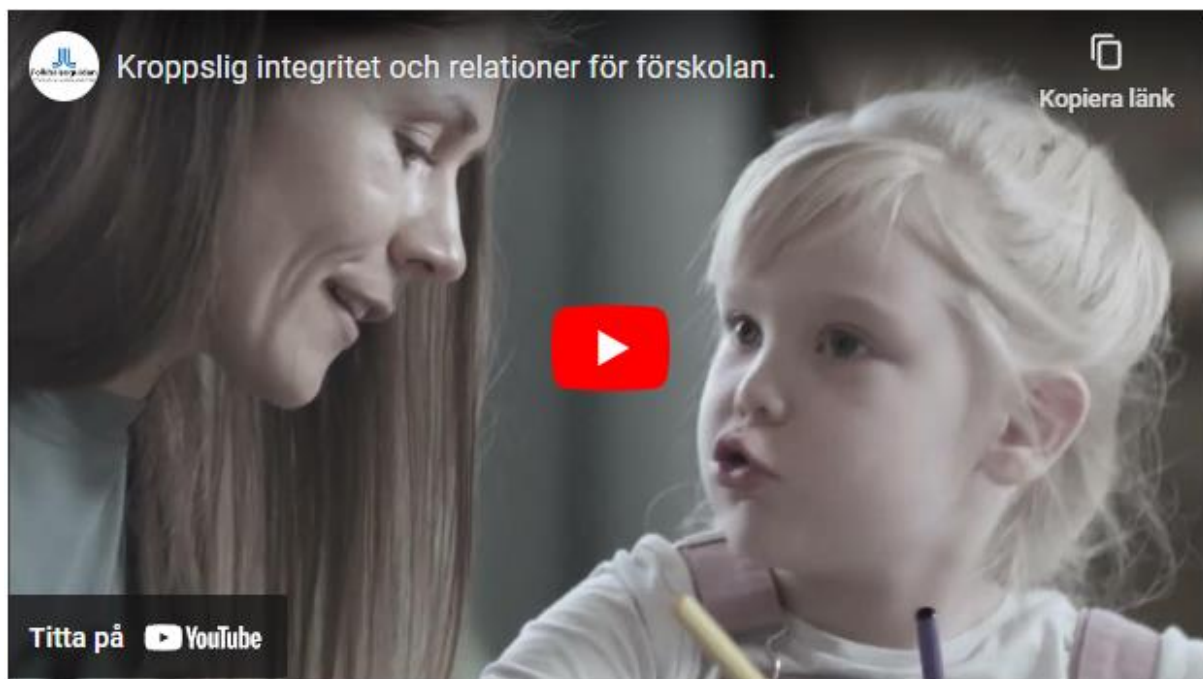 Kroppslig integritet och relationer för förskolan.
Kopiera länk
Titta på YouTube